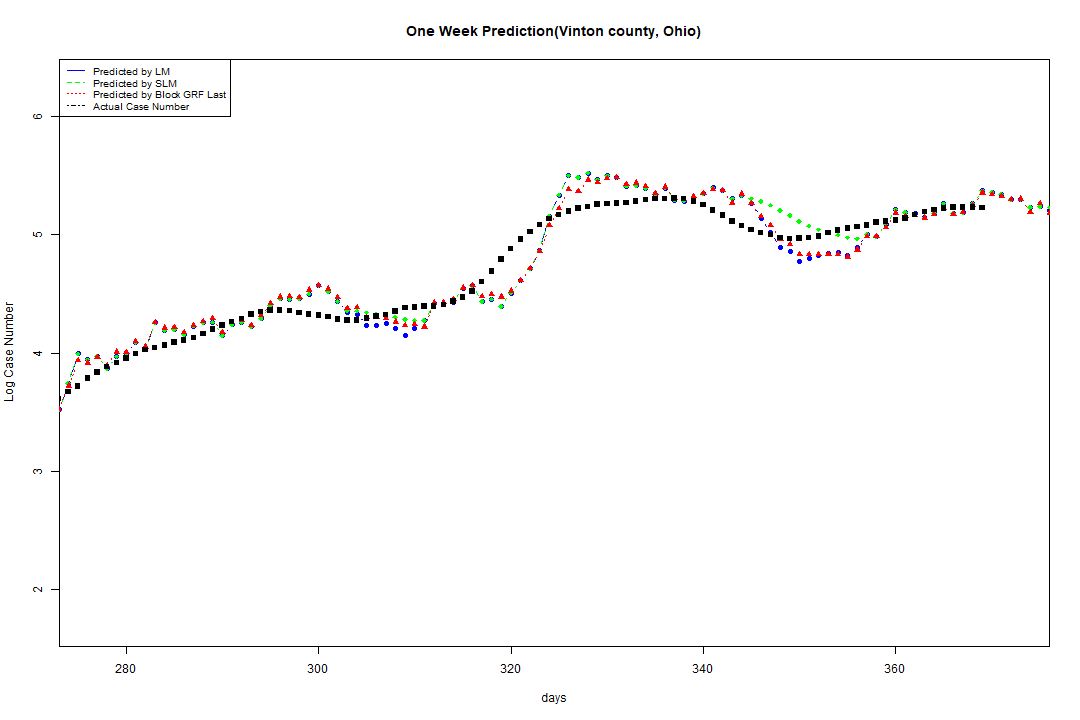 One Week Prediction(Vinton county, Ohio)
Predicted by LM
Predicted by SLM
Predicted by Block GRF Last
Actual Case Number
6
5
4
3
2
Log Case Number
280
300
320
340
360
days